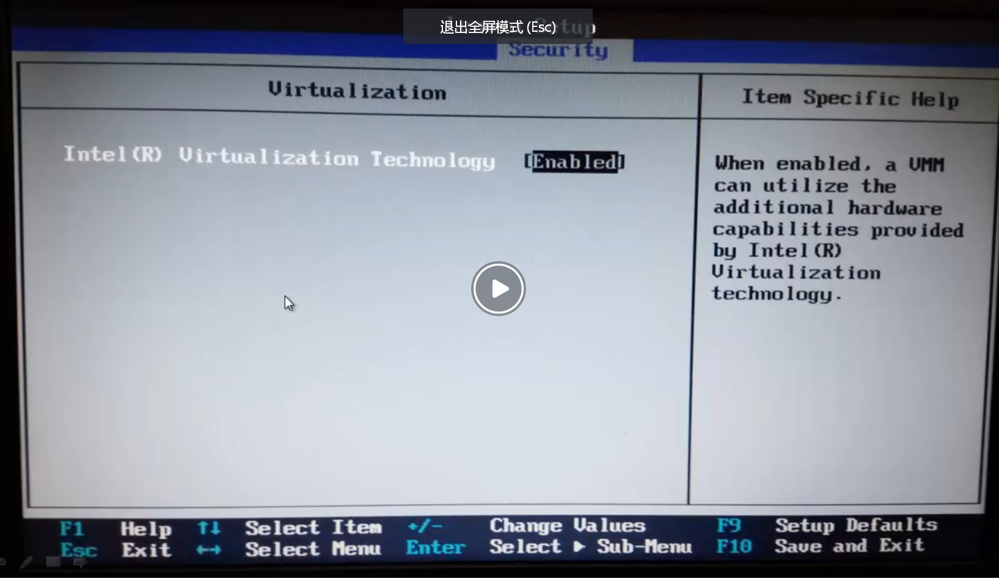 退出全屏模式 (Esc)
Setup
Security
Virtualization
Item Specific Help
Intel(R) Virtualization Technology [Enabled]
When enabled, a VMM
can utilize the
additional hardware
capabilities provided
by Intel(R)
Virtualization
technology.
F1 Help ↑↓ Select Item +/- Change Values F9 Setup Defaults
Esc Exit ←→ Select Menu Enter Select ▶ Sub-Menu F10 Save and Exit